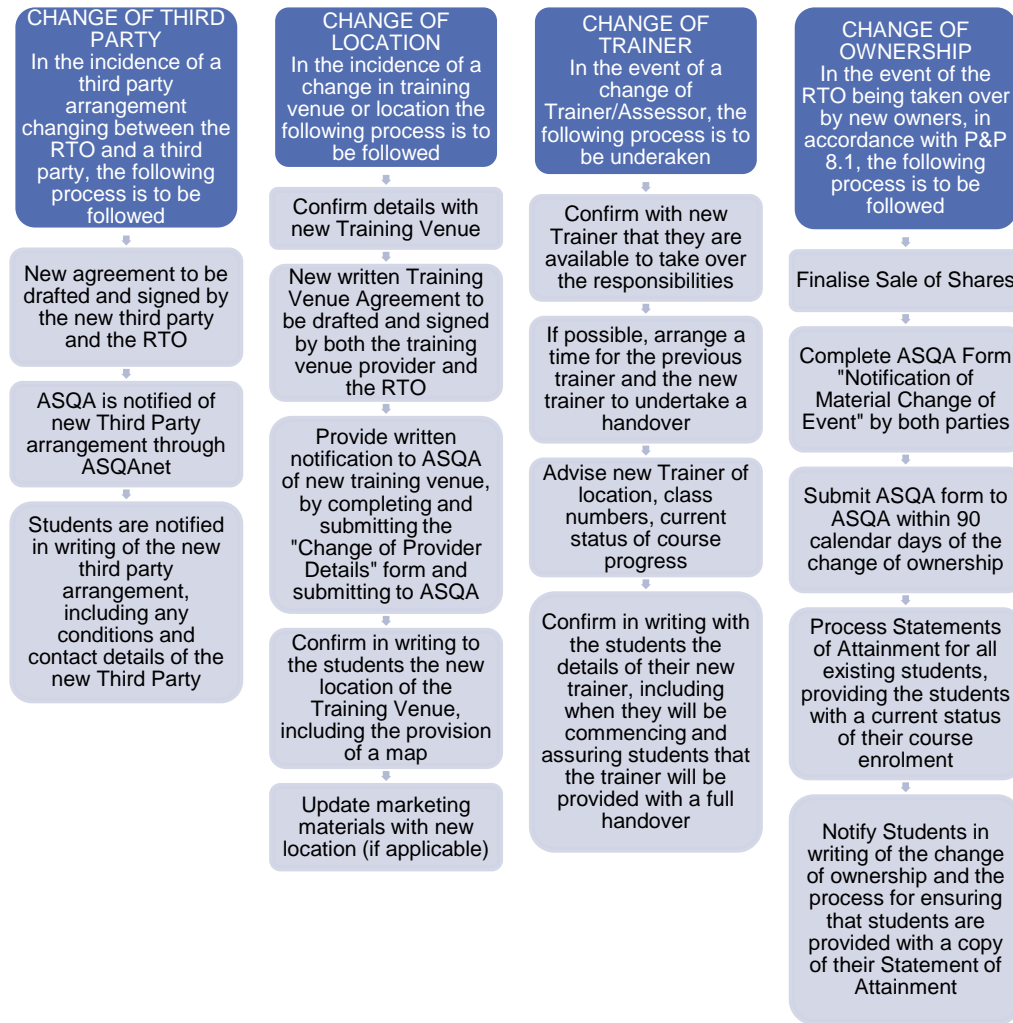 CHANGE OF THIRD
PARTY
In the incidence of a
third party
arrangement
changing between the
RTO and a third
party, the following
process is to be
followed
New agreement to be
drafted and signed by
the new third party
and the RTO
ASQA is notified of
new Third Party
arrangement through
ASQAnet
Students are notified
in writing of the new
third party
arrangement,
including any
conditions and
contact details of the
new Third Party
CHANGE OF
LOCATION
In the incidence of a
change in training
venue or location the
following process is to
be followed
Confirm details with
new Training Venue
New written Training
Venue Agreement to
be drafted and signed
by both the training
venue provider and
the RTO
Provide written
notification to ASQA
of new training venue,
by completing and
submitting the
"Change of Provider
Details" form and
submitting to ASQA
Confirm in writing to
the students the new
location of the
Training Venue,
including the provision
of a map
Update marketing
materials with new
location (if applicable)
CHANGE OF
TRAINER
In the event of a
change of
Trainer/Assessor, the
following process is to
be underaken
Confirm with new
Trainer that they are
available to take over
the responsibilities
If possible, arrange a
time for the previous
trainer and the new
trainer to undertake a
handover
Advise new Trainer of
location, class
numbers, current
status of course
progress
Confirm in writing with
the students the
details of their new
trainer, including
when they will be
commencing and
assuring students that
the trainer will be
provided with a full
handover
CHANGE OF
OWNERSHIP
In the event of the
RTO being taken over
by new owners, in
accordance with P&P
8.1, the following
process is to be
followed
Finalise Sale of Shares
Complete ASQA Form
"Notification of
Material Change of
Event" by both parties
Submit ASQA form to
ASQA within 90
calendar days of the
change of ownership
Process Statements
of Attainment for all
existing students,
providing the students
with a current status
of their course
enrolment
Notify Students in
writing of the change
of ownership and the
process for ensuring
that students are
provided with a copy
of their Statement of
Attainment